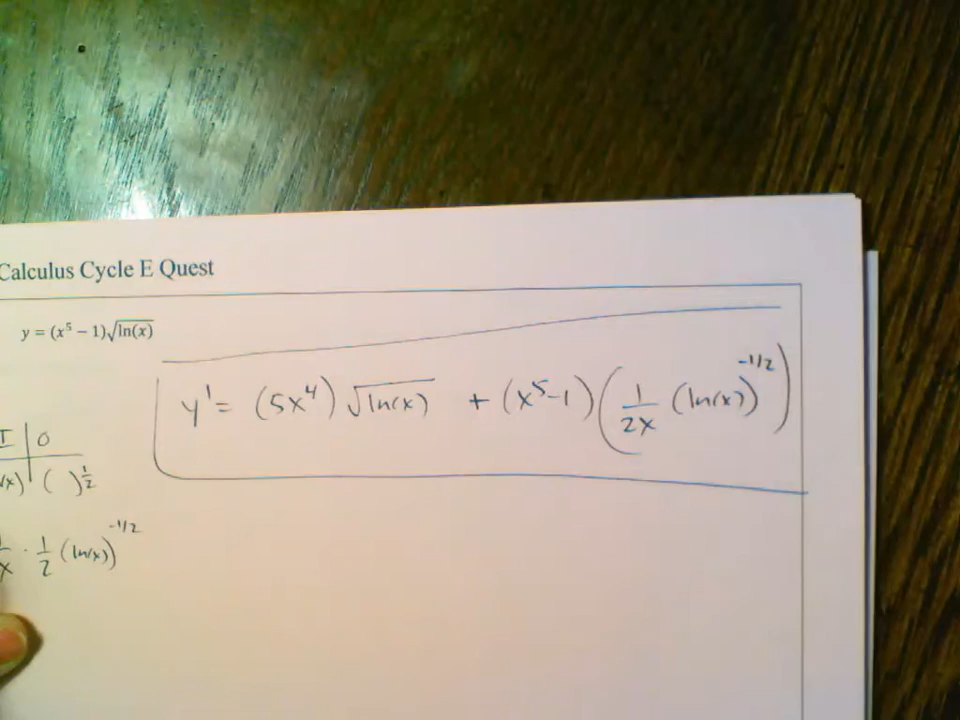 Calculus Cycle E Quest
y = (x⁵ − 1)√ln(x)
y' = (5x⁴) √ln(x) + (x⁵-1) (1/2x (ln(x))^-1/2)
I | O
( )^1/2
· 1/2 (ln(x))^-1/2